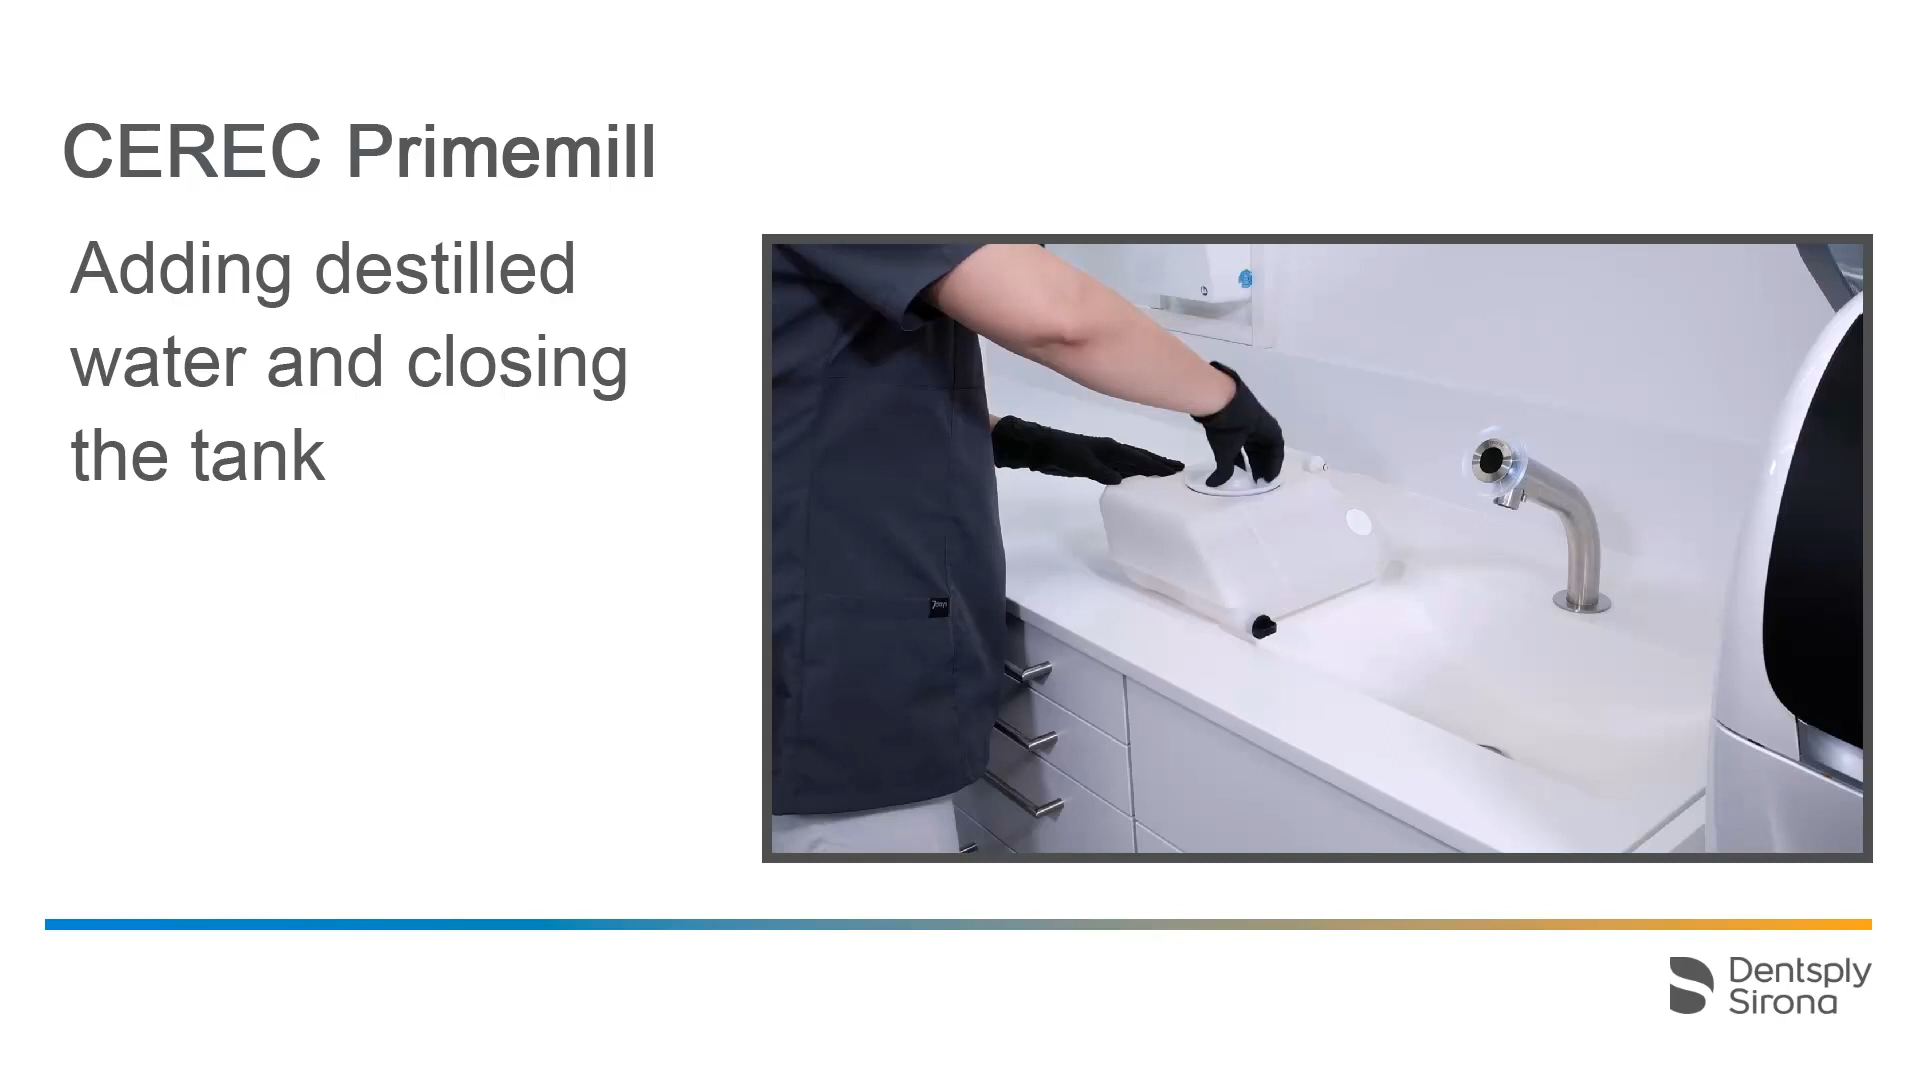 CEREC Primemill
Adding destilled
water and closing
the tank
Dentsply
Sirona